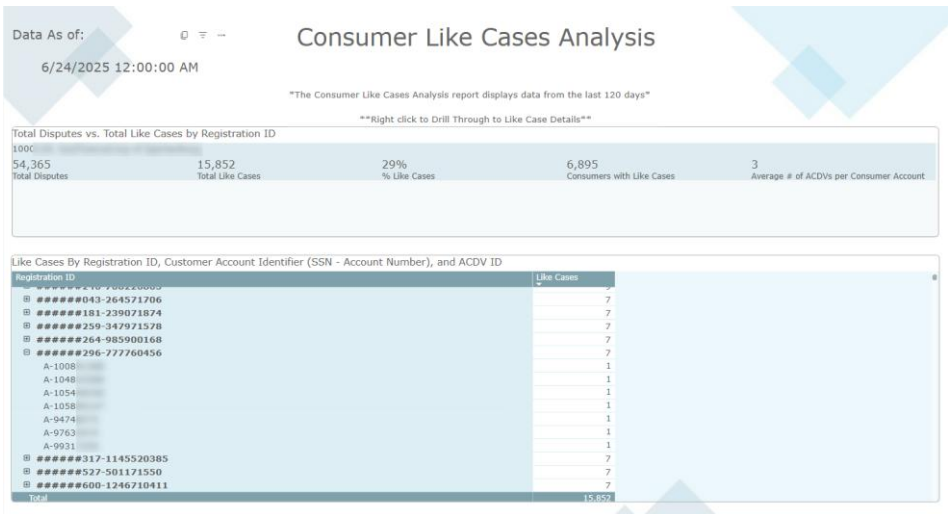 Data As of:
Consumer Like Cases Analysis
6/24/2025 12:00:00 AM
*The Consumer Like Cases Analysis report displays data from the last 120 days*
**Right click to Drill Through to Like Case Details**
Total Disputes vs. Total Like Cases by Registration ID
54,365 15,852 29% 6,895 3
Total Disputes Total Like Cases % Like Cases Consumers with Like Cases Average # of ACDVs per Consumer Account
Like Cases By Registration ID, Customer Account Identifier (SSN - Account Number), and ACDV ID
Registration ID Like Cases
######043-264571706 7
######181-239071874 7
######259-347971578 7
######264-985900168 7
######296-777760456 7
A-1008 1
A-1048 1
A-1054 1
A-1058 1
A-9474 1
A-9763 1
A-9931 1
######317-1145520385 7
######527-501171550 7
######600-1246710411 7
Total 15,852